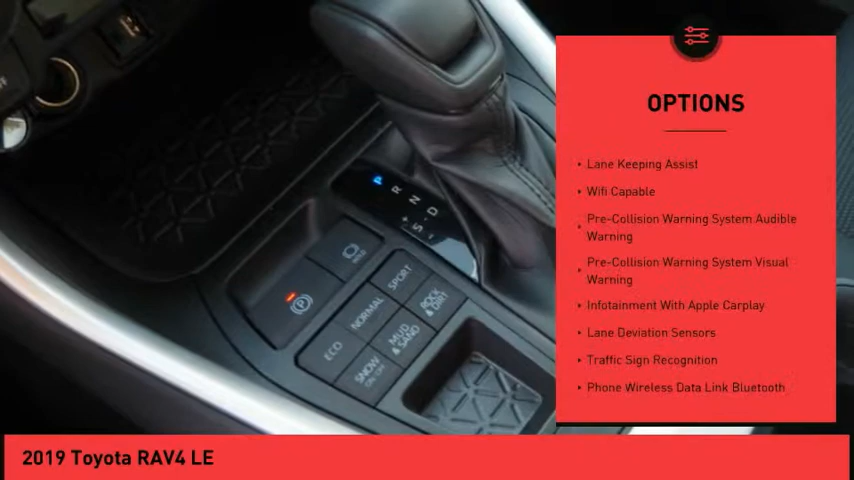 OPTIONS
Lane Keeping Assist
Wifi Capable
Pre-Collision Warning System Audible
Warning
Pre-Collision Warning System Visual
Warning
Infotainment With Apple Carplay
Lane Deviation Sensors
Traffic Sign Recognition
Phone Wireless Data Link Bluetooth
P
R
N
D
+
S
-
HOLD
(P)
SPORT
NORMAL
ECO
ROCK
& DIRT
MUD
& SAND
SNOW
2019 Toyota RAV4 LE